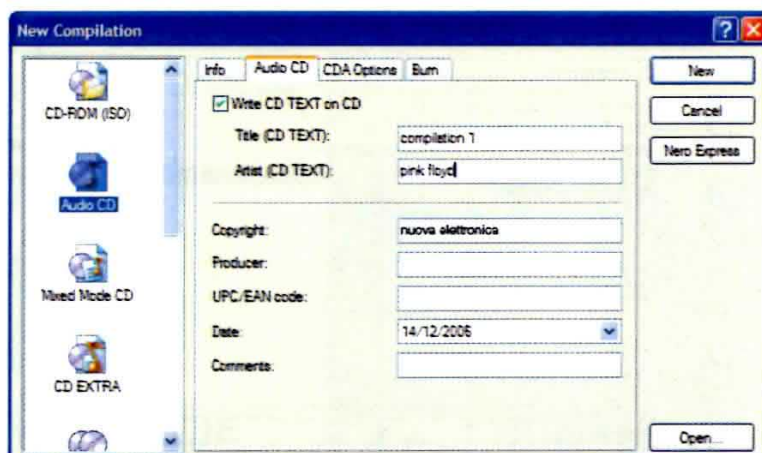 New Compilation
CD-ROM (ISO)
Audio CD
Mixed Mode CD
CD EXTRA
Info Audio CD CDA Options Burn
Write CD TEXT on CD
Title (CD TEXT): compilation 1
Artist (CD TEXT): pink floyd
Copyright: nuova elettronica
Producer:
UPC/EAN code:
Date: 14/12/2006
Comments:
New
Cancel
Nero Express
Open...